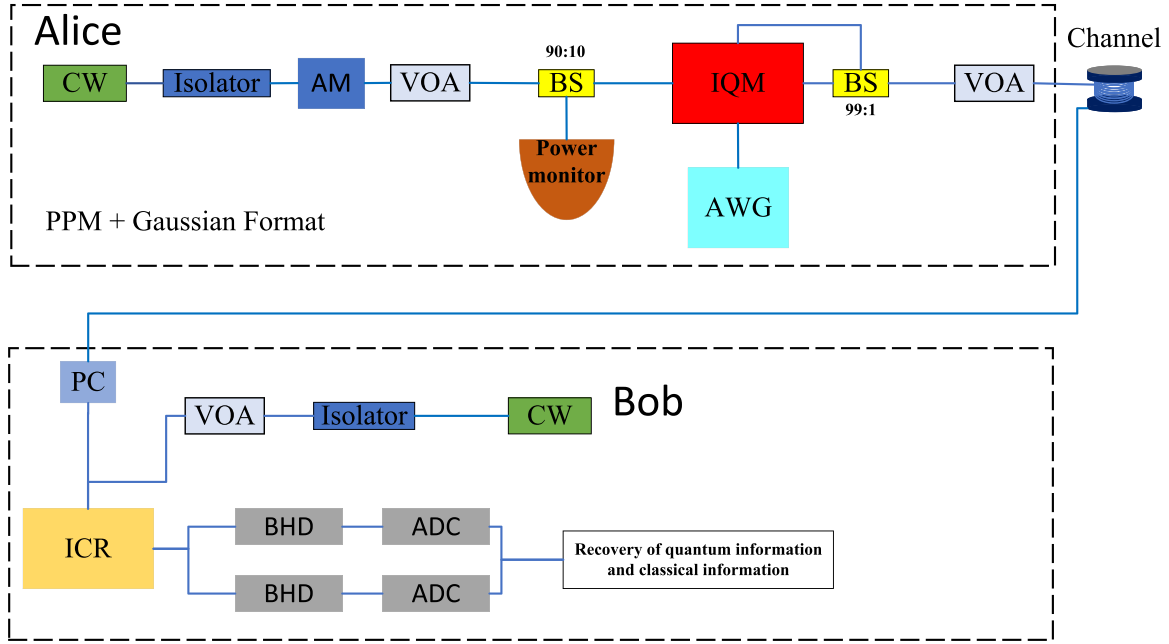 Alice
Channel
90:10
CW
Isolator
AM
VOA
BS
IQM
BS
VOA
99:1
Power
monitor
AWG
PPM + Gaussian Format
PC
Bob
VOA
Isolator
CW
ICR
BHD
ADC
Recovery of quantum information
and classical information
BHD
ADC